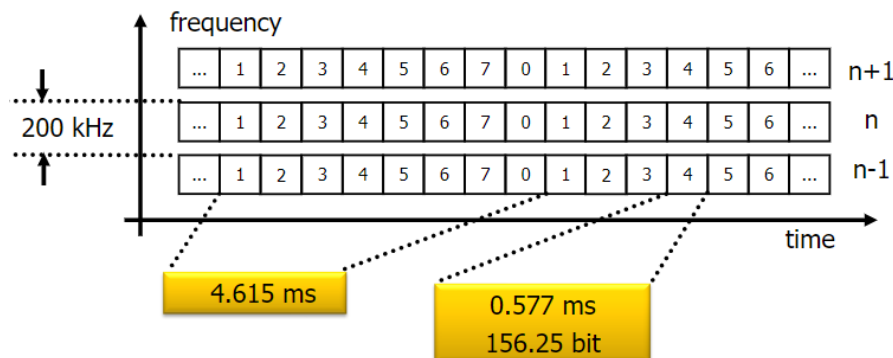 frequency
... 1 2 3 4 5 6 7 0 1 2 3 4 5 6 ... n+1
200 kHz
... 1 2 3 4 5 6 7 0 1 2 3 4 5 6 ... n
... 1 2 3 4 5 6 7 0 1 2 3 4 5 6 ... n-1
time
4.615 ms
0.577 ms
156.25 bit